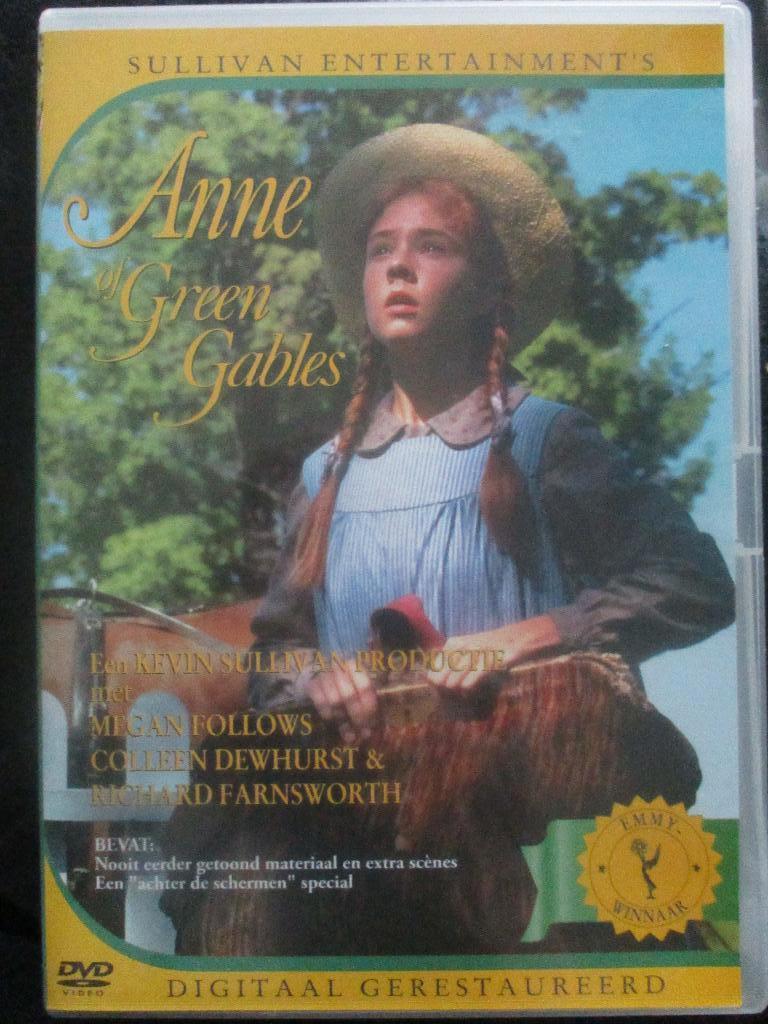 SULLIVAN ENTERTAINMENT'S
Anne
of Green
Gables
Een KEVIN SULLIVAN PRODUCTIE
met
MEGAN FOLLOWS
COLLEEN DEWHURST &
RICHARD FARNSWORTH
BEVAT:
Nooit eerder getoond materiaal en extra scènes
Een "achter de schermen" special
EMMY-
WINNAAR
DVD
VIDEO
DIGITAAL GERESTAUREERD